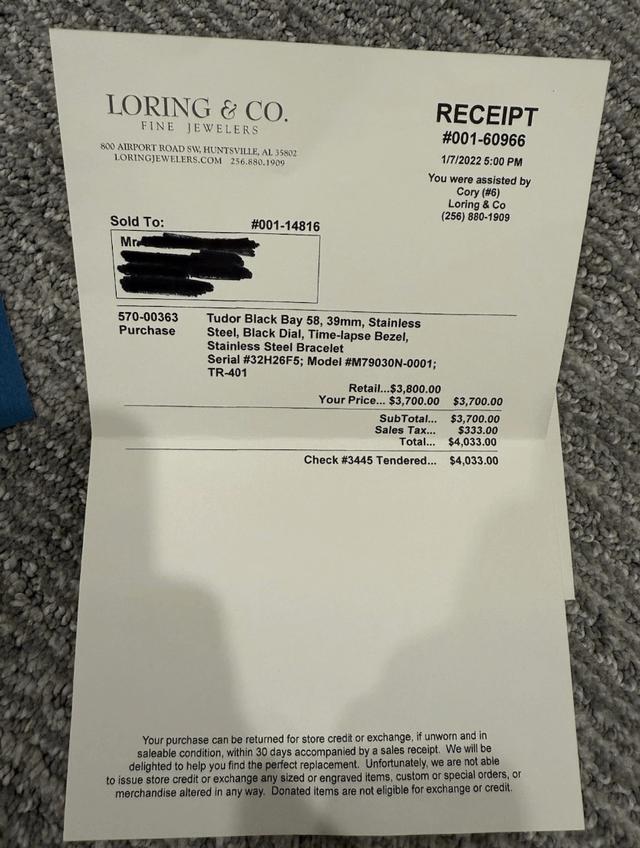 LORING & CO.
FINE JEWELERS
800 AIRPORT ROAD SW, HUNTSVILLE, AL 35802
LORINGJEWELERS.COM 256.880.1909
RECEIPT
#001-60966
1/7/2022 5:00 PM
You were assisted by
Cory (#6)
Loring & Co
(256) 880-1909
Sold To: #001-14816
Mr
570-00363 Tudor Black Bay 58, 39mm, Stainless
Purchase Steel, Black Dial, Time-lapse Bezel,
Stainless Steel Bracelet
Serial #32H26F5; Model #M79030N-0001;
TR-401
Retail...$3,800.00
Your Price... $3,700.00 $3,700.00
SubTotal... $3,700.00
Sales Tax... $333.00
Total... $4,033.00
Check #3445 Tendered... $4,033.00
Your purchase can be returned for store credit or exchange, if unworn and in
saleable condition, within 30 days accompanied by a sales receipt. We will be
delighted to help you find the perfect replacement. Unfortunately, we are not able
to issue store credit or exchange any sized or engraved items, custom or special orders, or
merchandise altered in any way. Donated items are not eligible for exchange or credit.